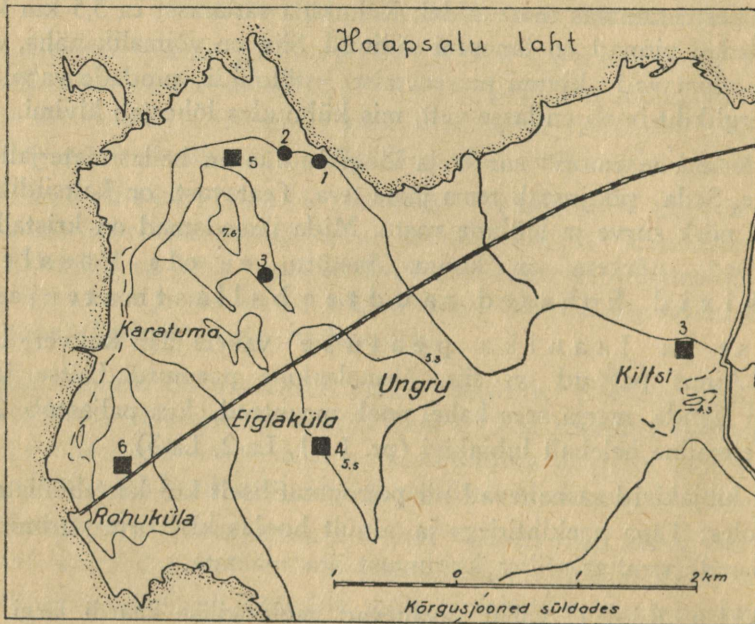 Haapsalu laht
2
1
5
7.6
3
Karatuma
5.5
3
Ungru
Kiltsi
4.5
Eiglaküla
4
5.5
6
Rohuküla
1 0 1 2 km
Kõrgusjooned süldades